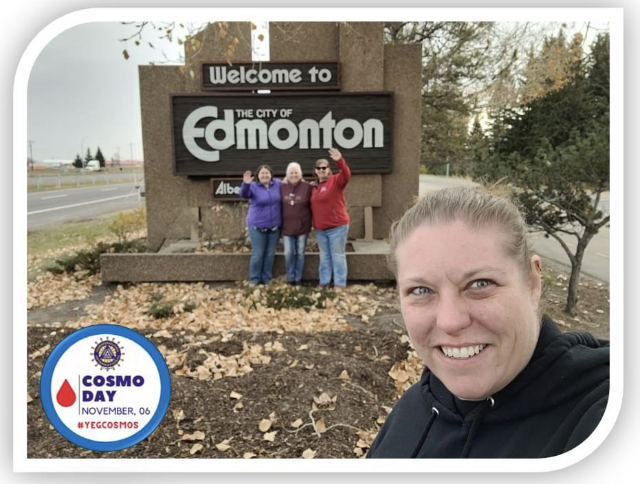 Welcome to
THE CITY OF
Edmonton
Albe
COSMO
DAY
NOVEMBER, 06
#YEGCOSMOS